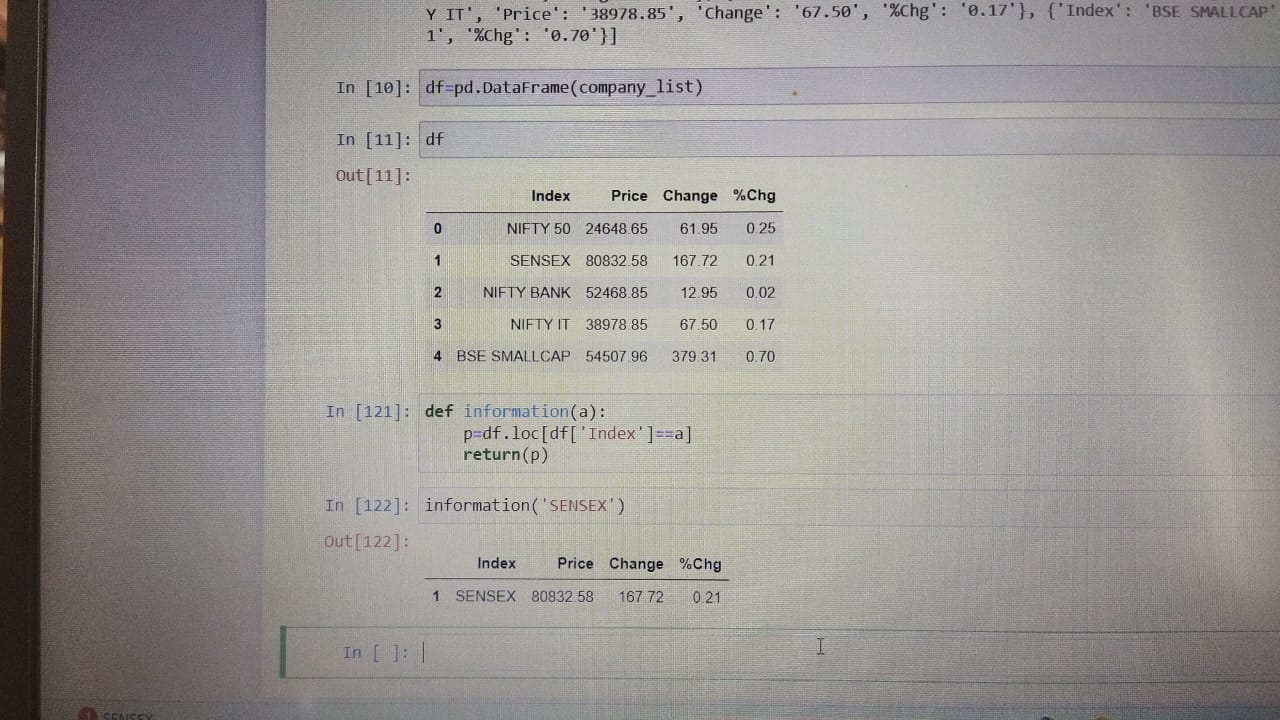 Y IT', 'Price': '38978.85', 'Change': '67.50', '%Chg': '0.17'}, {'Index': 'BSE SMALLCAP'
1', '%Chg': '0.70'}]
In [10]: df=pd.DataFrame(company_list)
In [11]: df
Out[11]:
Index Price Change %Chg
0 NIFTY 50 24648.65 61.95 0.25
1 SENSEX 80832.58 167.72 0.21
2 NIFTY BANK 52468.85 12.95 0.02
3 NIFTY IT 38978.85 67.50 0.17
4 BSE SMALLCAP 54507.96 379.31 0.70
In [121]: def information(a):
p=df.loc[df['Index']==a]
return(p)
In [122]: information('SENSEX')
Out[122]:
Index Price Change %Chg
1 SENSEX 80832.58 167.72 0.21
In [ ]:
SENSEX